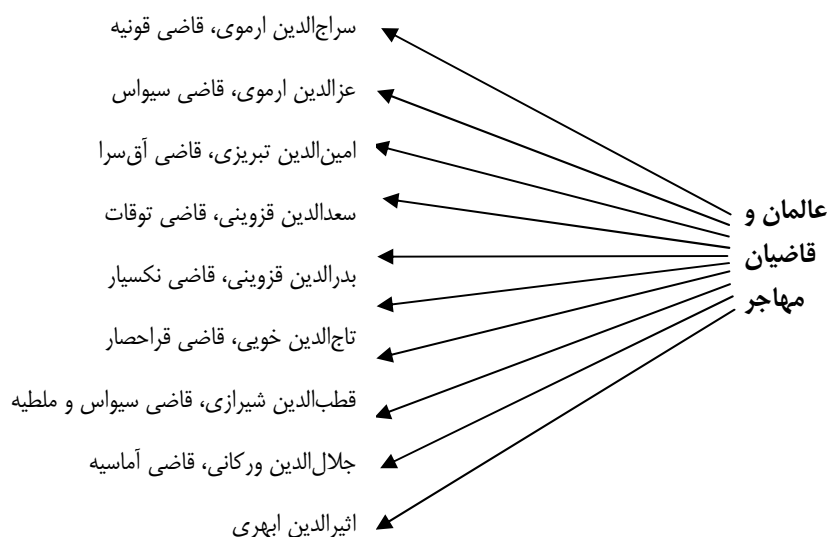 عالمان و
قاضیان
مهاجر
سراج‌الدین ارموی، قاضی قونیه
عزالدین ارموی، قاضی سیواس
امین‌الدین تبریزی، قاضی آق‌سرا
سعدالدین قزوینی، قاضی توقات
بدرالدین قزوینی، قاضی نکسیار
تاج‌الدین خویی، قاضی قراحصار
قطب‌الدین شیرازی، قاضی سیواس و ملطیه
جلال‌الدین ورکانی، قاضی آماسیه
اثیرالدین ابهری